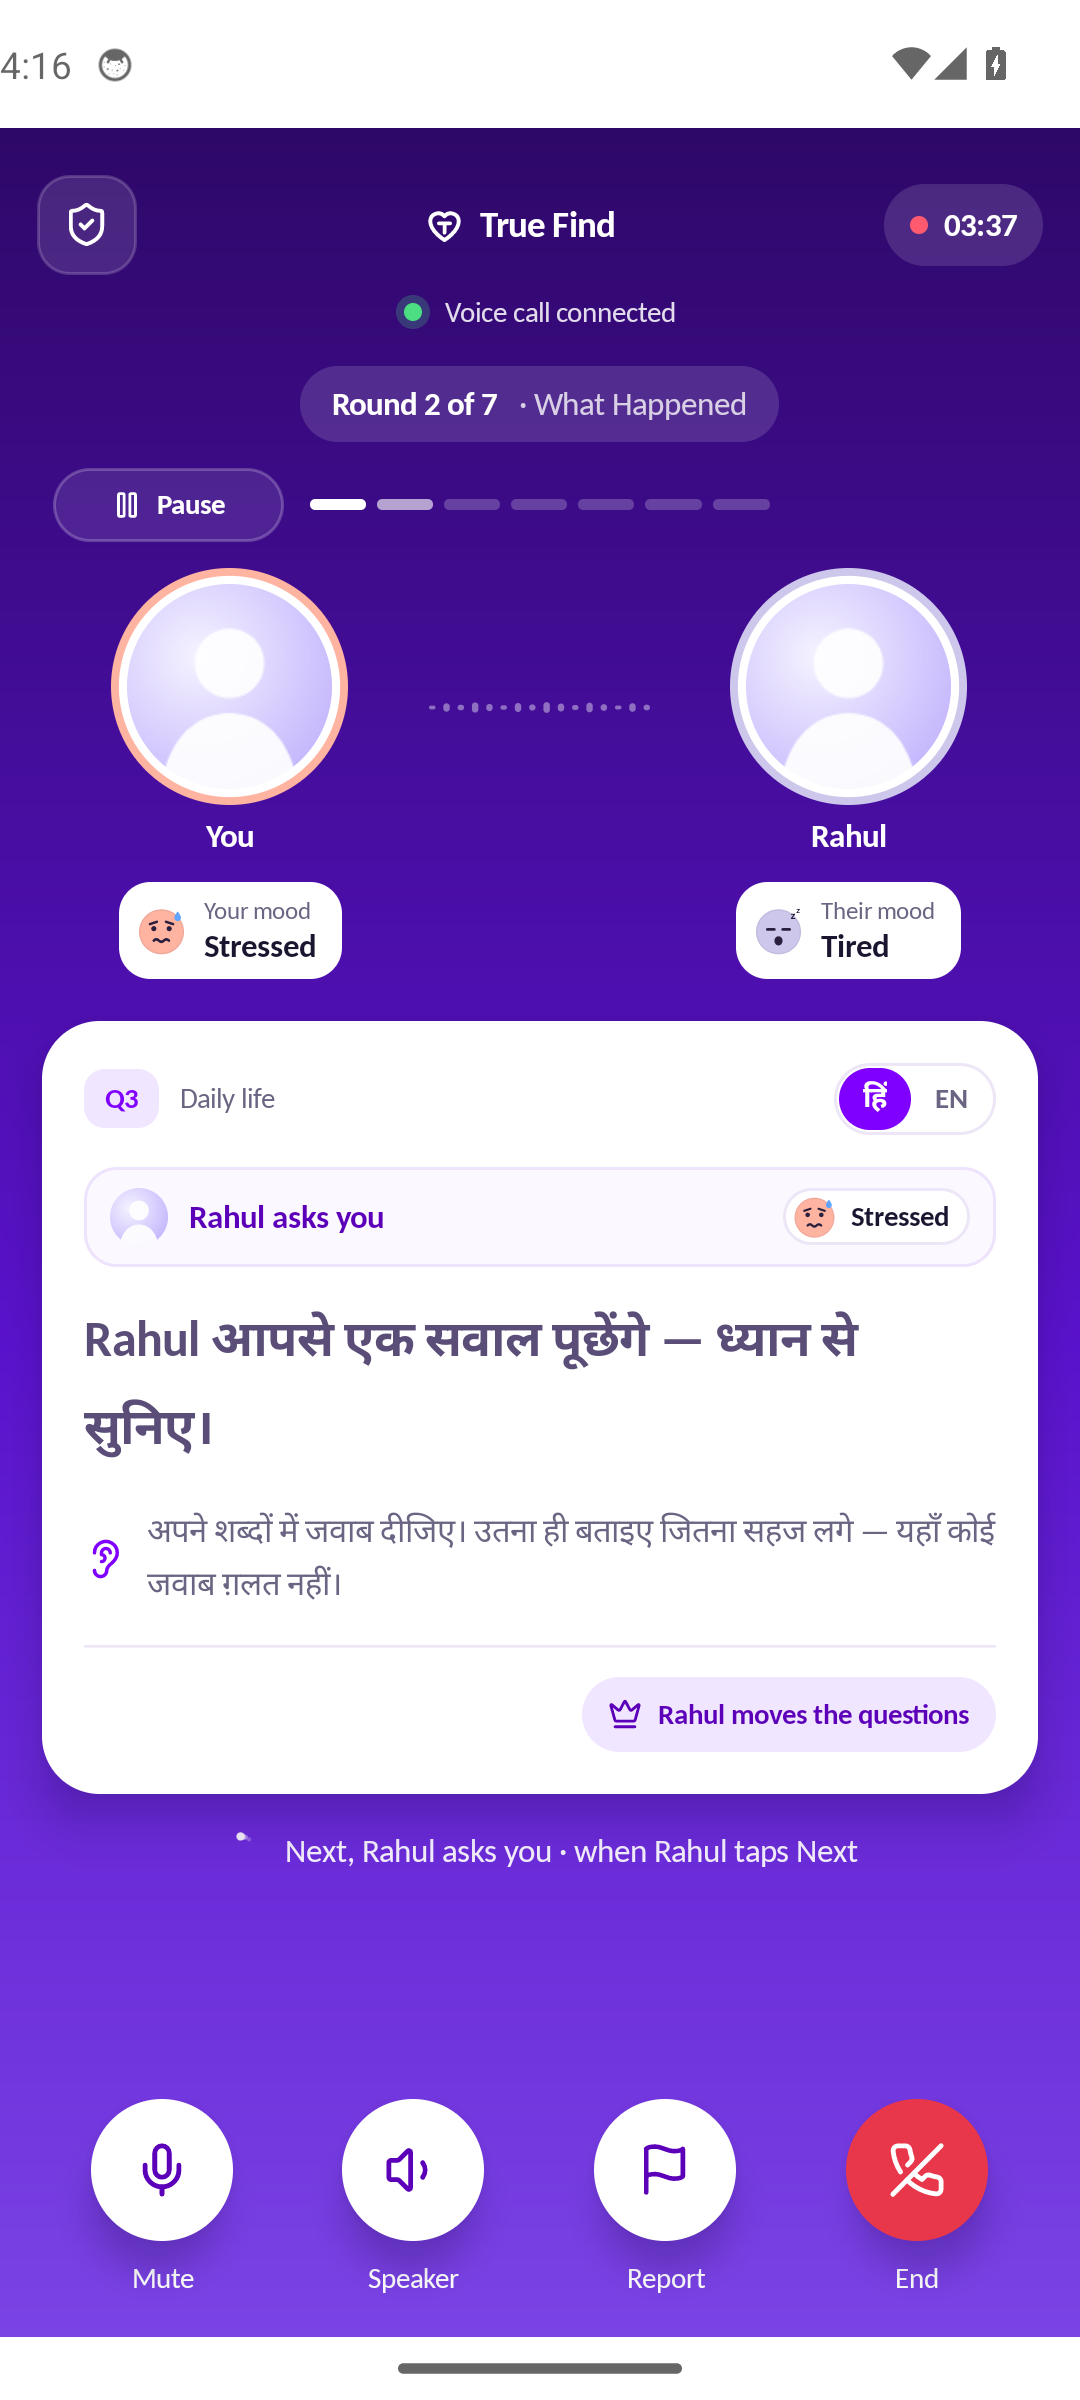 4:16
True Find
03:37
Voice call connected
Round 2 of 7 · What Happened
Pause
You
Rahul
Your mood
Stressed
Their mood
Tired
Q3 Daily life
हिं EN
Rahul asks you
Stressed
Rahul आपसे एक सवाल पूछेंगे — ध्यान से
सुनिए।
अपने शब्दों में जवाब दीजिए। उतना ही बताइए जितना सहज लगे — यहाँ कोई
जवाब ग़लत नहीं।
Rahul moves the questions
Next, Rahul asks you · when Rahul taps Next
Mute
Speaker
Report
End